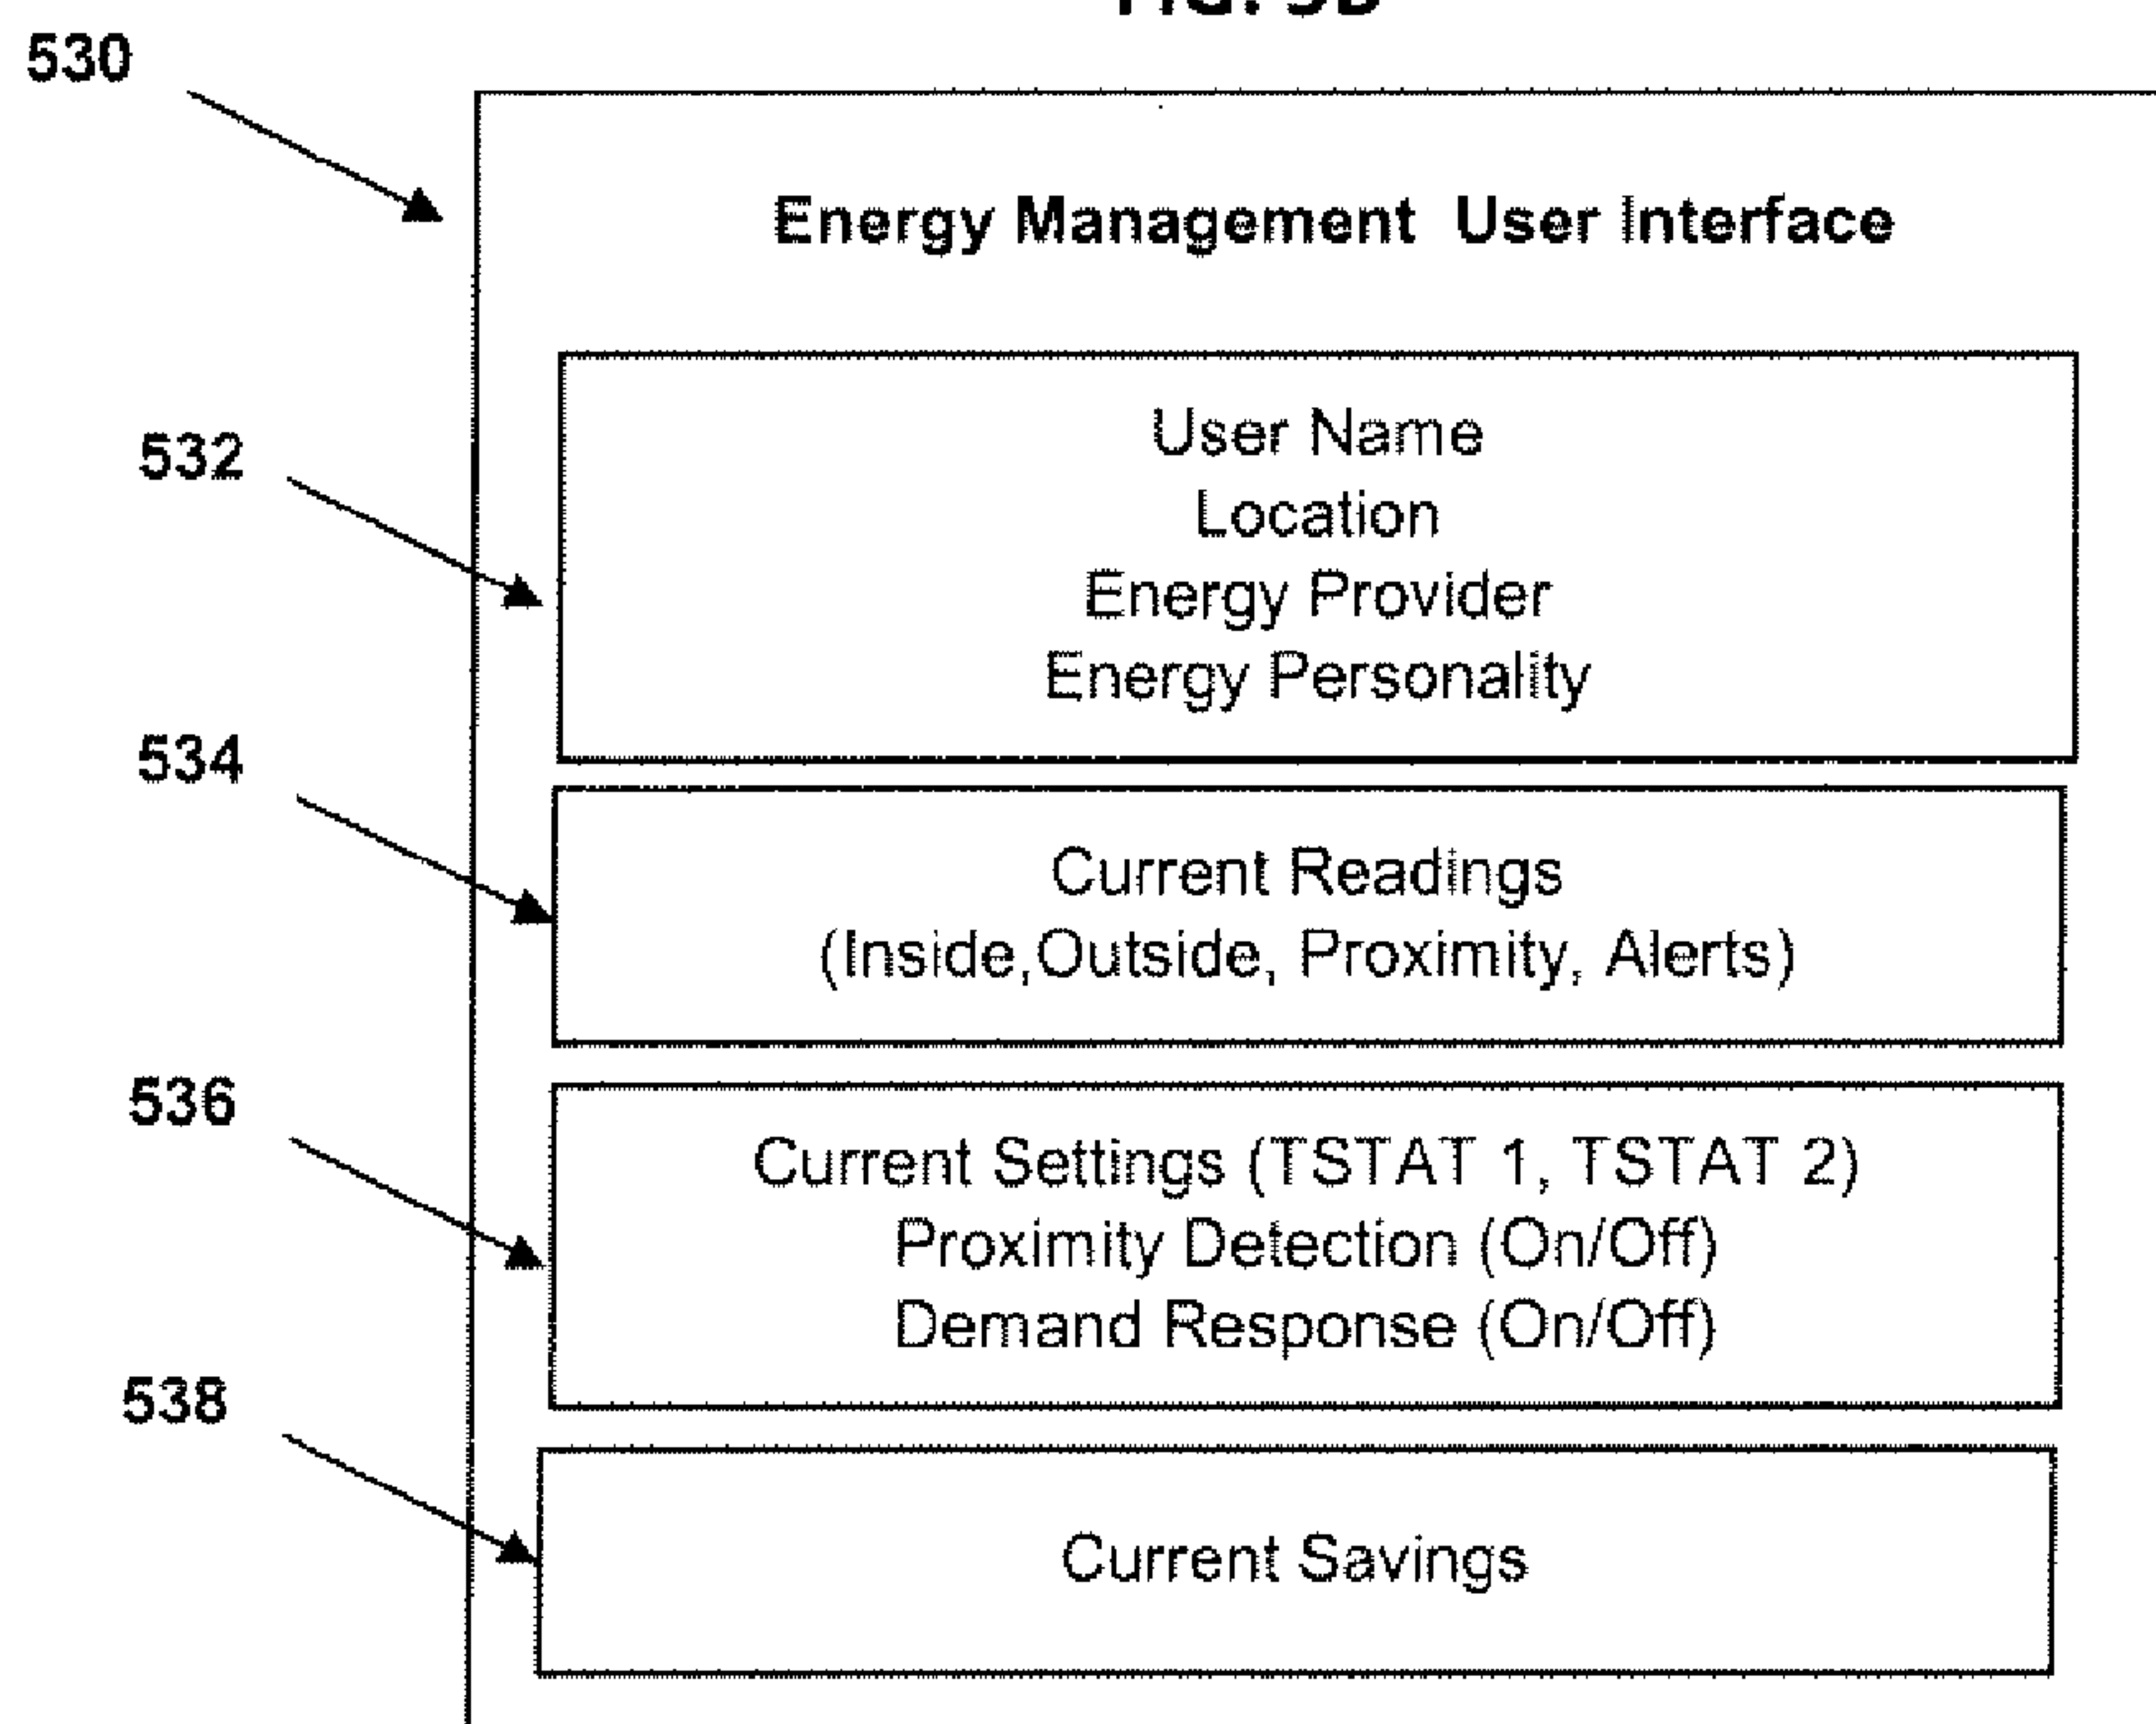 530
Energy Management User Interface
532
User Name
Location
Energy Provider
Energy Personality
534
Current Readings
(Inside,Outside, Proximity, Alerts)
536
Current Settings (TSTAT 1, TSTAT 2)
Proximity Detection (On/Off)
Demand Response (On/Off)
538
Current Savings